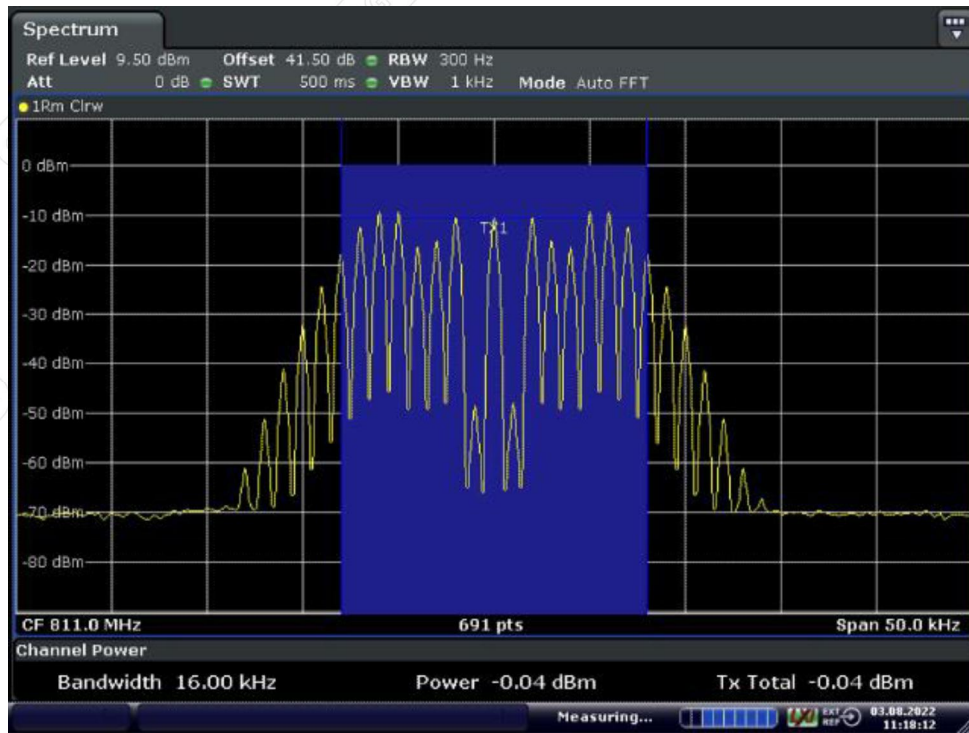 Spectrum
Ref Level 9.50 dBm Offset 41.50 dB RBW 300 Hz
Att 0 dB SWT 500 ms VBW 1 kHz Mode Auto FFT
1Rm Clrw
0 dBm
-10 dBm
TX1
-20 dBm
-30 dBm
-40 dBm
-50 dBm
-60 dBm
-70 dBm
-80 dBm
CF 811.0 MHz 691 pts Span 50.0 kHz
Channel Power
Bandwidth 16.00 kHz Power -0.04 dBm Tx Total -0.04 dBm
Measuring... EXT REF 03.08.2022
11:18:12